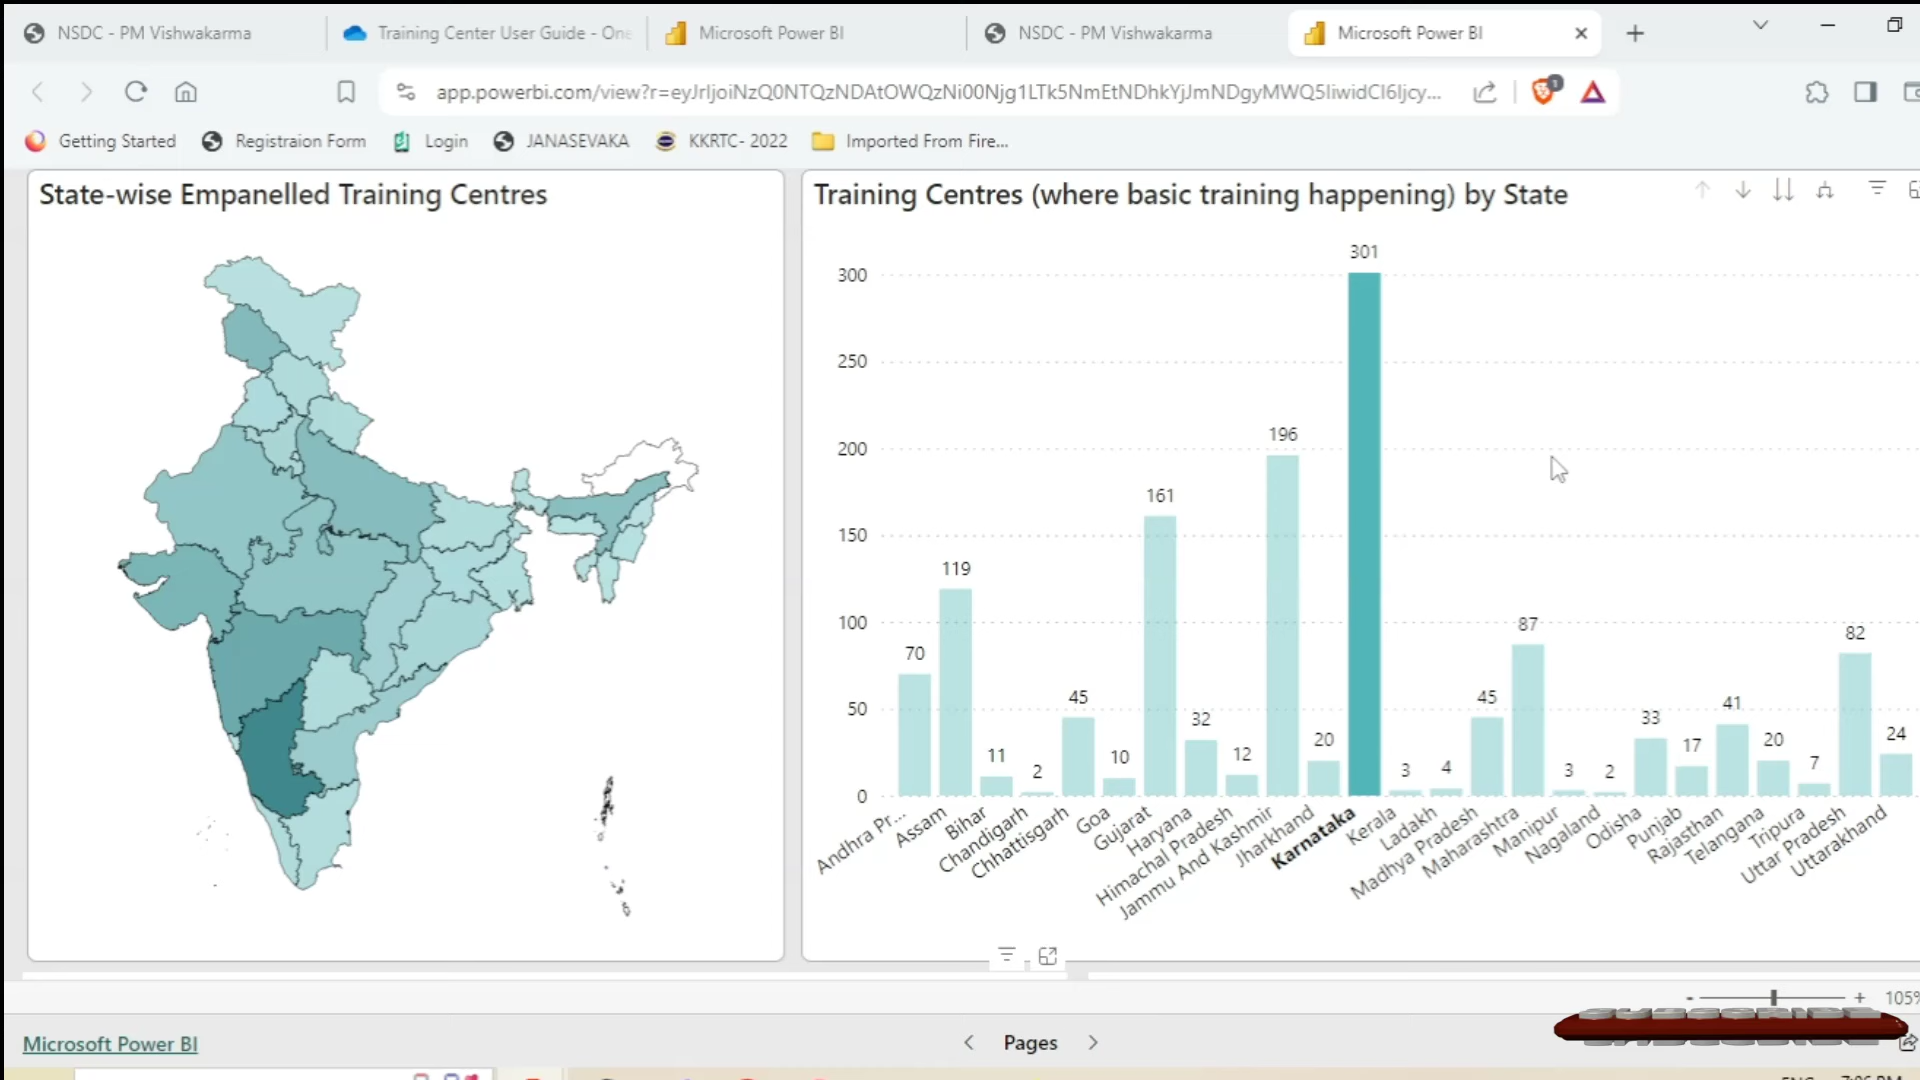 NSDC - PM Vishwakarma
Training Center User Guide - One
Microsoft Power BI
NSDC - PM Vishwakarma
Microsoft Power BI
app.powerbi.com/view?r=eyJrIjoiNzQ0NTQzNDAtOWQzNi00Njg1LTk5NmEtNDhkYjJmNDgyMWQ5IiwidCI6Ijcy...
1
Getting Started
Registraion Form
Login
JANASEVAKA
KKRTC- 2022
Imported From Fire...
State-wise Empanelled Training Centres
Training Centres (where basic training happening) by State
300
250
200
150
100
50
0
70
119
11
2
45
10
161
32
12
196
20
301
3
4
45
87
3
2
33
17
41
20
7
82
24
Andhra Pr...
Assam
Bihar
Chandigarh
Chhattisgarh
Goa
Gujarat
Haryana
Himachal Pradesh
Jammu And Kashmir
Jharkhand
Karnataka
Kerala
Ladakh
Madhya Pradesh
Maharashtra
Manipur
Nagaland
Odisha
Punjab
Rajasthan
Telangana
Tripura
Uttar Pradesh
Uttarakhand
- + 105%
Microsoft Power BI
Pages